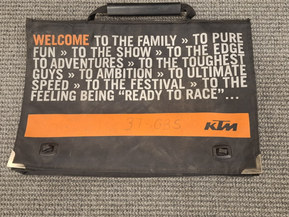 WELCOME TO THE FAMILY » TO PURE
FUN » TO THE SHOW » TO THE EDGE
TO ADVENTURES » TO THE TOUGHEST
GUYS » TO AMBITION » TO ULTIMATE
SPEED » TO THE FESTIVAL » TO THE
FEELING BEING “READY TO RACE”...
KTM